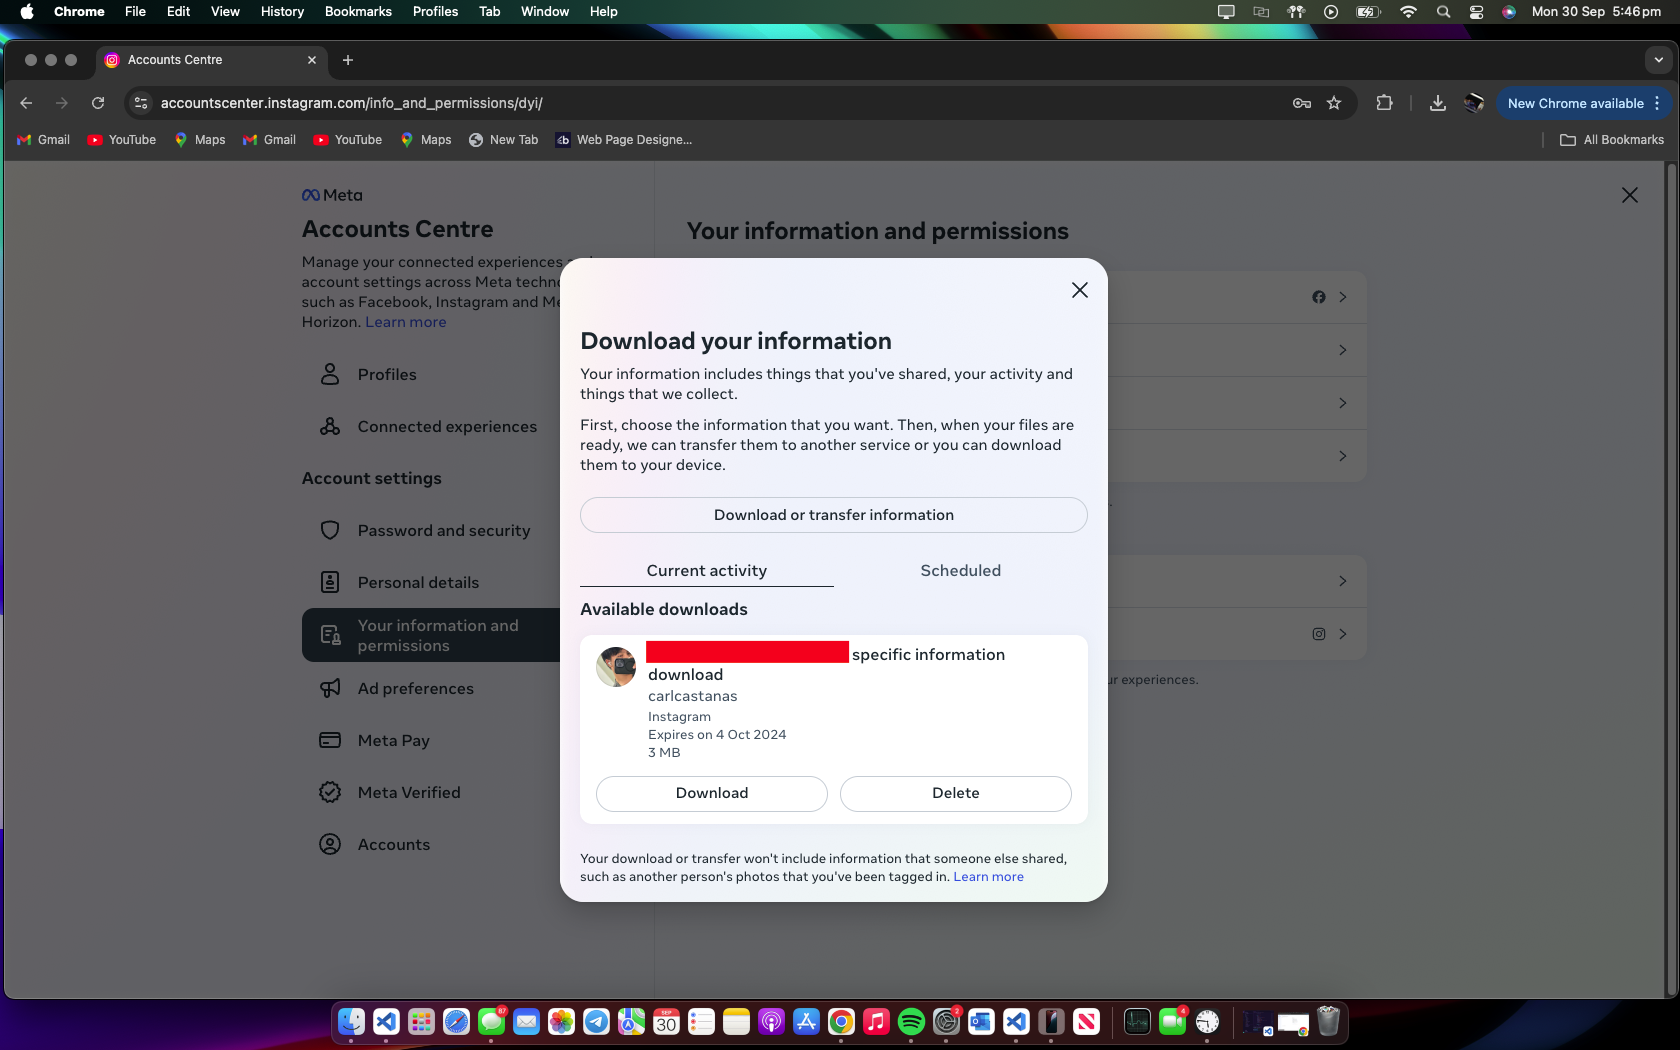 Chrome File Edit View History Bookmarks Profiles Tab Window Help Mon 30 Sep 5:46 pm
Accounts Centre
accountscenter.instagram.com/info_and_permissions/dyi/
New Chrome available
Gmail YouTube Maps Gmail YouTube Maps New Tab Web Page Designe... All Bookmarks
Meta
Accounts Centre
Manage your connected experiences
account settings across Meta
such as Facebook, Instagram and
Horizon. Learn more
Profiles
Connected experiences
Account settings
Password and security
Personal details
Your information and
permissions
Ad preferences
Meta Pay
Meta Verified
Accounts
Your information and permissions
Download your information
Your information includes things that you've shared, your activity and
things that we collect.
First, choose the information that you want. Then, when your files are
ready, we can transfer them to another service or you can download
them to your device.
Download or transfer information
Current activity Scheduled
Available downloads
specific information
download
carlcastanas
Instagram
Expires on 4 Oct 2024
3 MB
Download Delete
Your download or transfer won't include information that someone else shared,
such as another person's photos that you've been tagged in. Learn more
experiences.
87
SEP
30
2
4